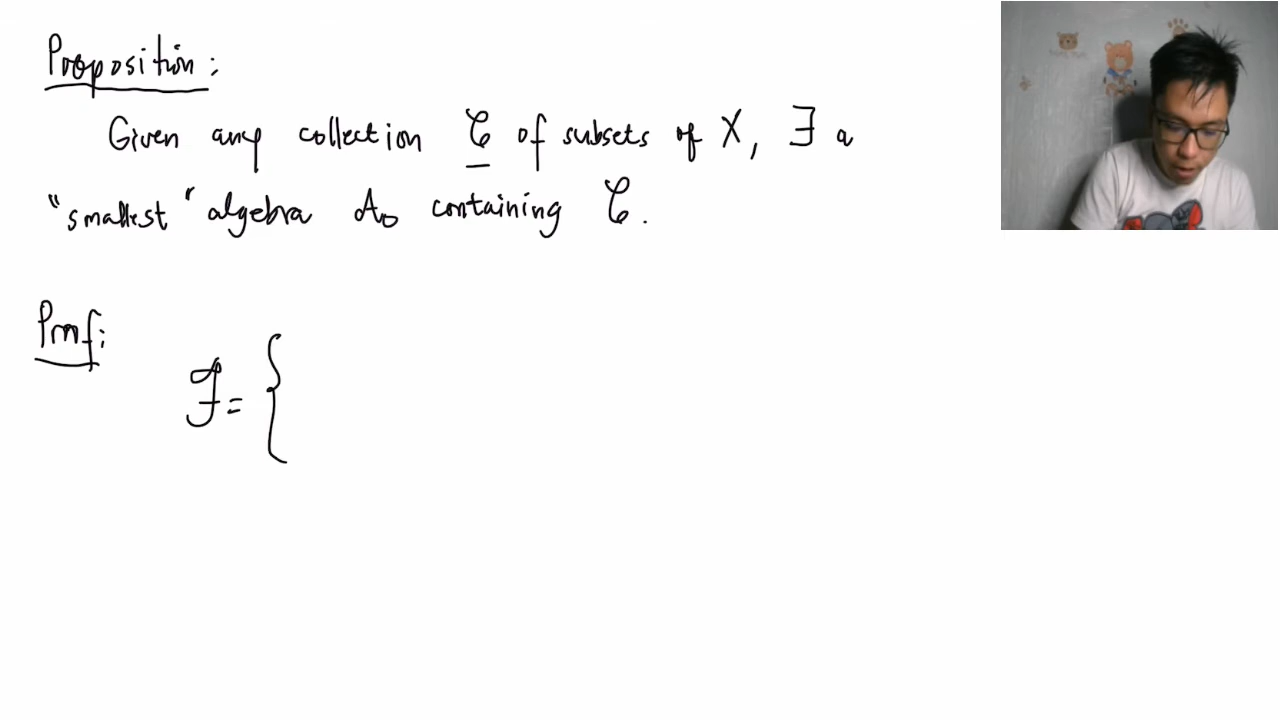 Proposition:
Given any collection 𝒞 of subsets of X, ∃ a
"smallest" algebra A₀ containing 𝒞.
Proof:
ℱ = {